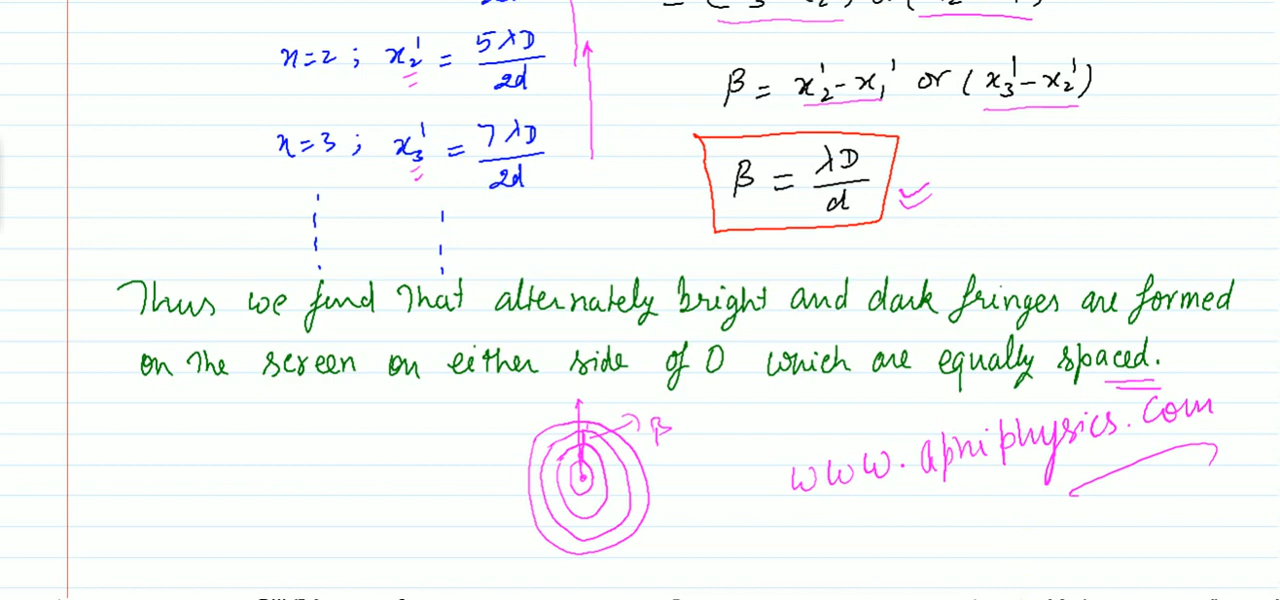 n=2 ; x₂' = 5λD/2d
β = x₂'-x₁' or (x₃'-x₂')
n=3 ; x₃' = 7λD/2d
β = λD/d
Thus we find that alternately bright and dark fringes are formed
on the screen on either side of O which are equally spaced.
β
www.apniphysics.com